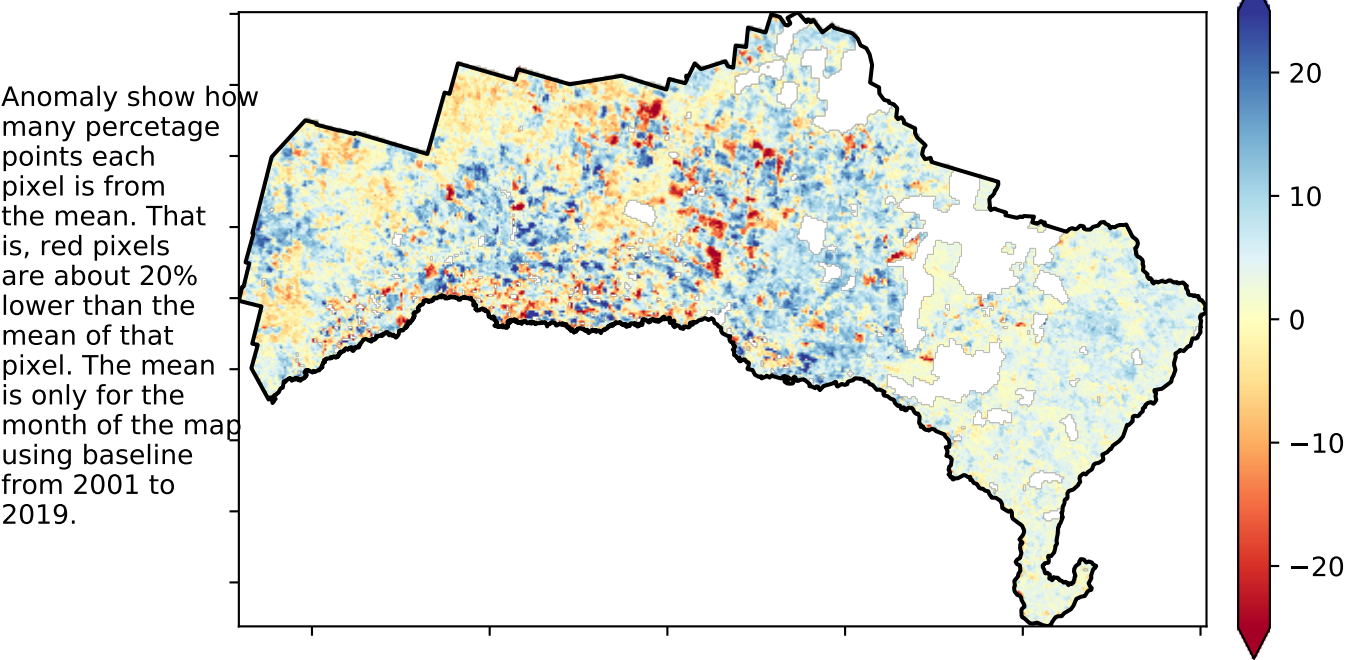 Anomaly show how
many percetage
points each
pixel is from
the mean. That
is, red pixels
are about 20%
lower than the
mean of that
pixel. The mean
is only for the
month of the map
using baseline
from 2001 to
2019.
20
10
0
−10
−20